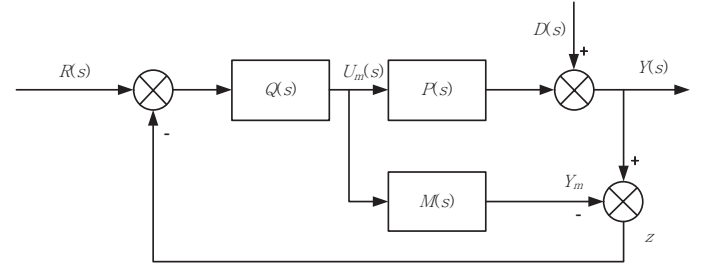 D(s)
+
R(s)
U_m(s)
Y(s)
Q(s)
P(s)
-
+
Y_m
M(s)
-
z